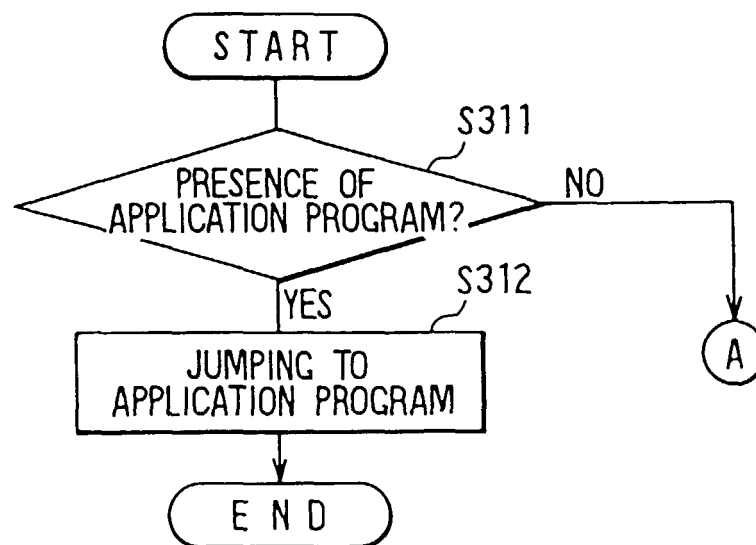 START
S311
PRESENCE OF
APPLICATION PROGRAM?
NO
YES
S312
JUMPING TO
APPLICATION PROGRAM
A
END